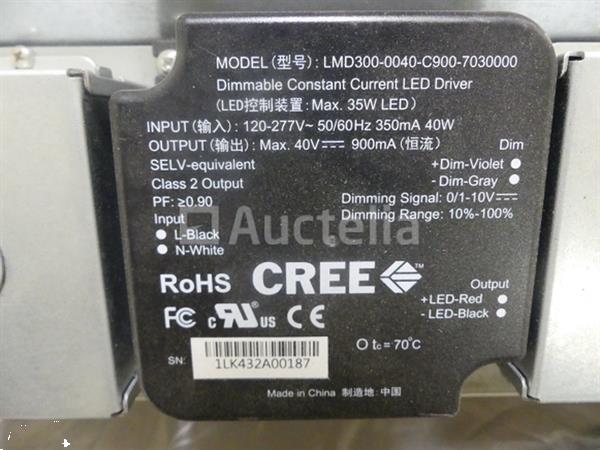 MODEL (型号): LMD300-0040-C900-7030000
Dimmable Constant Current LED Driver
(LED控制装置: Max. 35W LED)
INPUT (输入): 120-277V~ 50/60Hz 350mA 40W
OUTPUT (输出): Max. 40V⎓ 900mA (恒流)
SELV-equivalent
Class 2 Output
PF: ≥0.90
Input
L-Black
N-White
Dim
+Dim-Violet
- Dim-Gray
Dimming Signal: 0/1-10V⎓
Dimming Range: 10%-100%
Auctelia
RoHS CREE™
FC c RU us CE
Output
+LED-Red
- LED-Black
tc = 70°C
SN:
1LK432A00187
Made in China 制造地: 中国